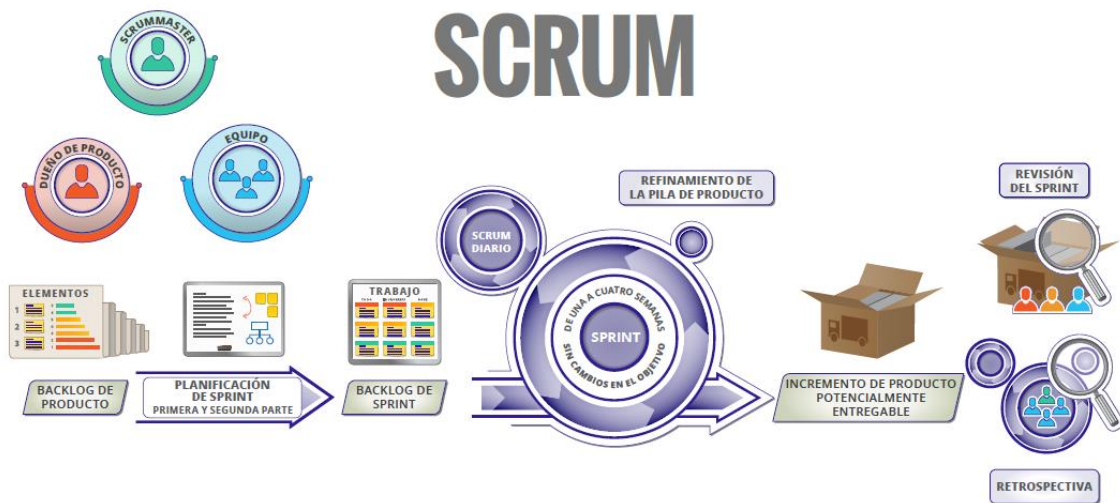 SCRUM
SCRUMMASTER
DUEÑO DE PRODUCTO
EQUIPO
ELEMENTOS
1
2
3
BACKLOG DE
PRODUCTO
PLANIFICACIÓN
DE SPRINT
PRIMERA Y SEGUNDA PARTE
TRABAJO
BACKLOG DE
SPRINT
SCRUM
DIARIO
REFINAMIENTO DE
LA PILA DE PRODUCTO
DE UNA A CUATRO SEMANAS
SPRINT
SIN CAMBIOS EN EL OBJETIVO
INCREMENTO DE PRODUCTO
POTENCIALMENTE
ENTREGABLE
REVISIÓN
DEL SPRINT
RETROSPECTIVA